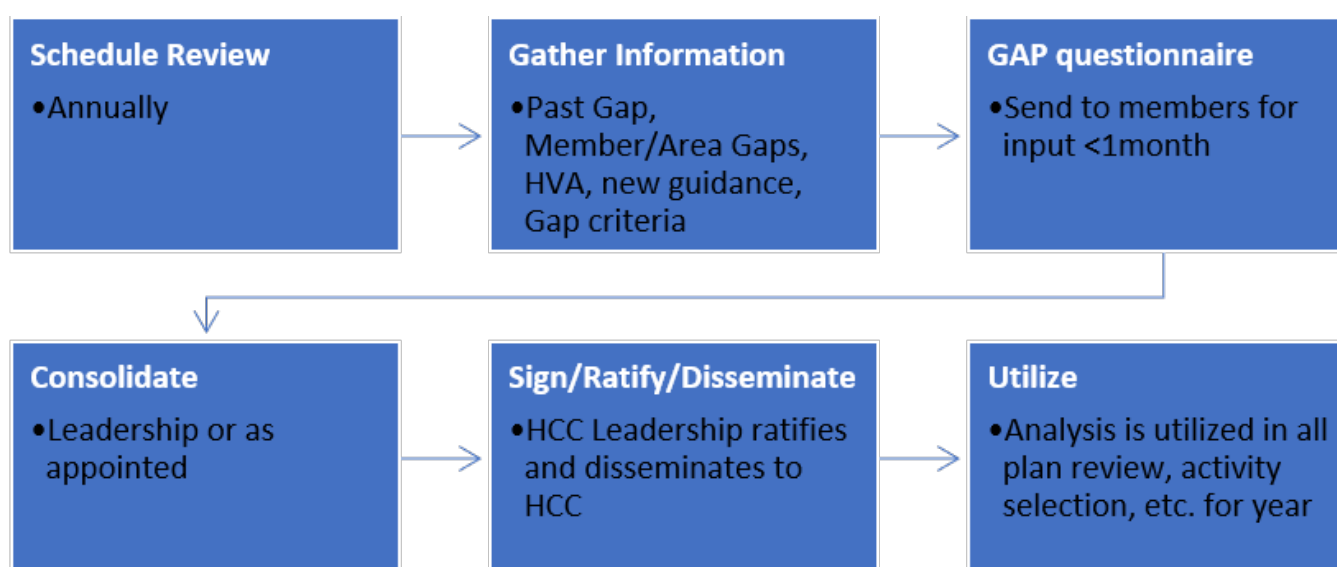 Schedule Review
•Annually
Gather Information
•Past Gap,
Member/Area Gaps,
HVA, new guidance,
Gap criteria
GAP questionnaire
•Send to members for
input <1month
Consolidate
•Leadership or as
appointed
Sign/Ratify/Disseminate
•HCC Leadership ratifies
and disseminates to
HCC
Utilize
•Analysis is utilized in all
plan review, activity
selection, etc. for year